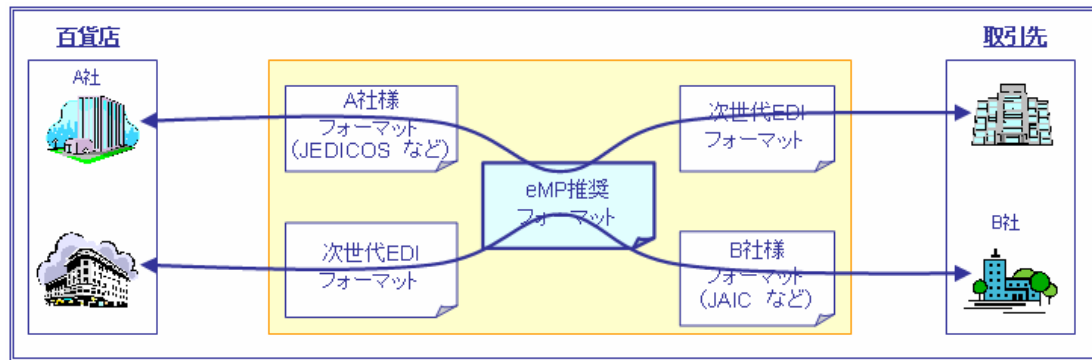 百貨店
取引先
A社
A社様
フォーマット
(JEDICOS など)
次世代EDI
フォーマット
eMP推奨
フォーマット
次世代EDI
フォーマット
B社様
フォーマット
(JAIC など)
B社